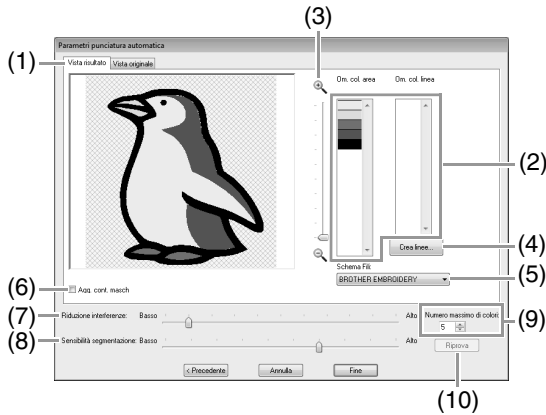 (3)
Parametri punciatura automatica
(1)
Vista risultato Vista originale
Om. col. area Om. col. linea
(2)
Crea linee...
(4)
Schema Fili:
BROTHER EMBROIDERY
(5)
(6)
Agg. cont. masch
(7)
Riduzione interferenze: Basso Alto
Numero massimo di colori:
5
(9)
(8)
Sensibilità segmentazione: Basso Alto
Riprova
< Precedente Annulla Fine
(10)